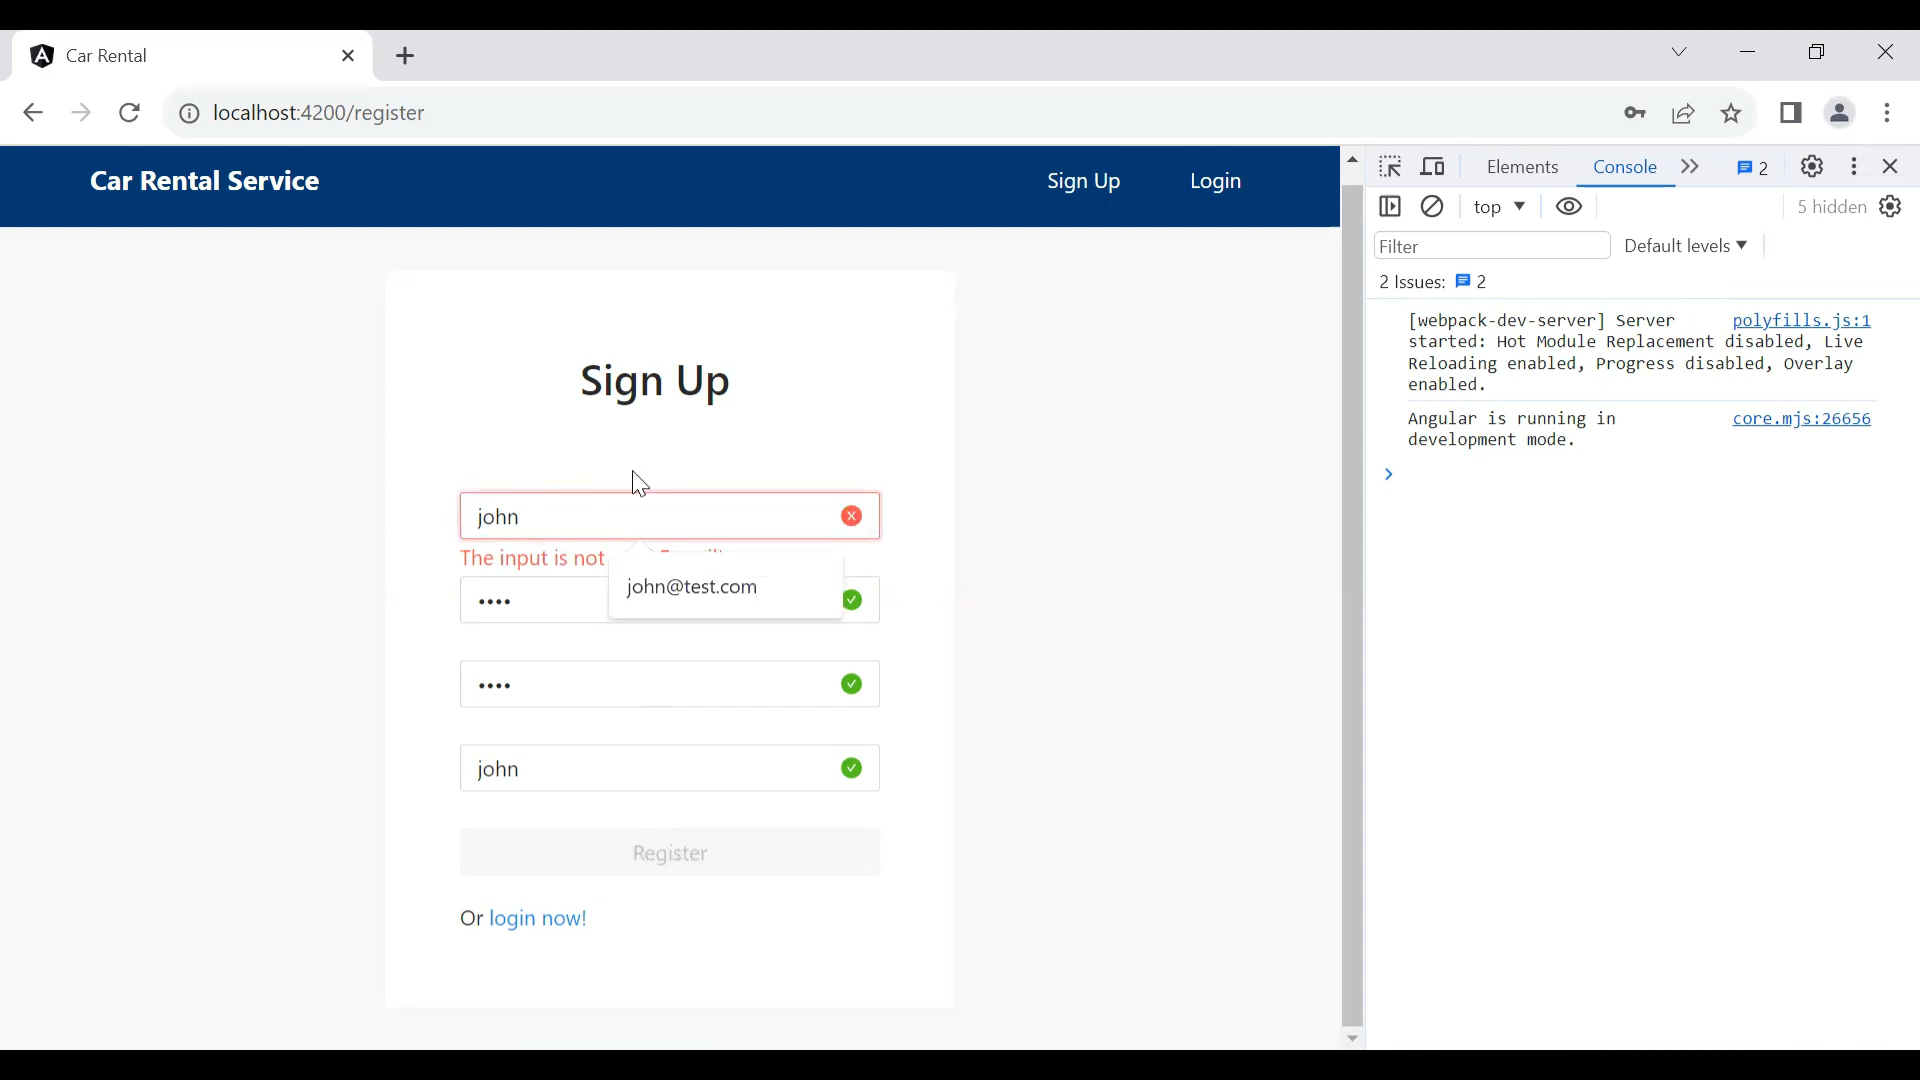 Car Rental
localhost:4200/register
Car Rental Service
Sign Up
Login
Sign Up
john
The input is not
john@test.com
••••
••••
john
Register
Or login now!
Elements
Console
2
top
5 hidden
Filter
Default levels
2 Issues:
2
[webpack-dev-server] Server polyfills.js:1
started: Hot Module Replacement disabled, Live
Reloading enabled, Progress disabled, Overlay
enabled.
Angular is running in core.mjs:26656
development mode.